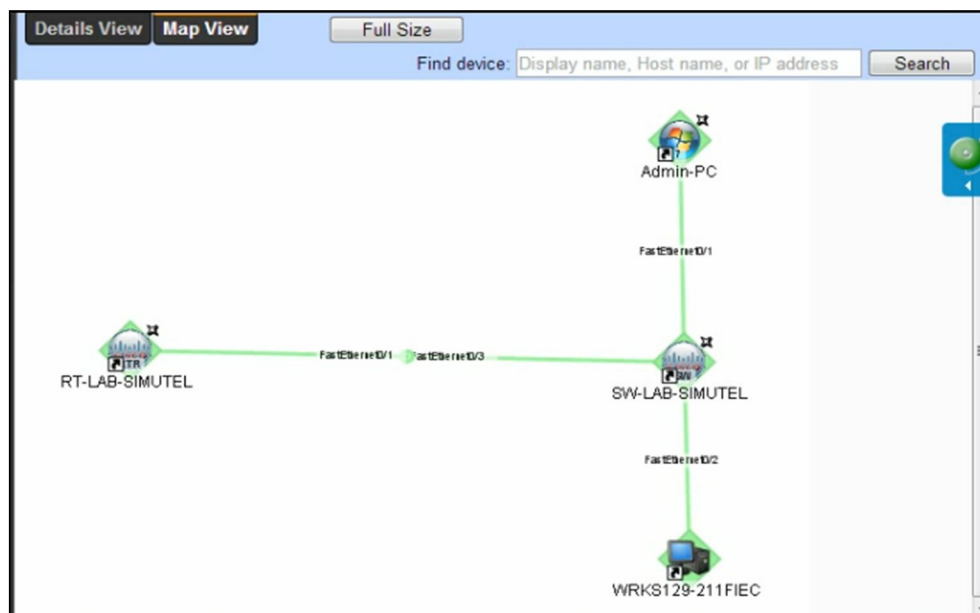 Details View Map View Full Size
Find device: Display name, Host name, or IP address Search
Admin-PC
FastEthernet0/1
FastEthernet0/1 FastEthernet0/3
RT-LAB-SIMUTEL
SW-LAB-SIMUTEL
FastEthernet0/2
WRKS129-211FIEC